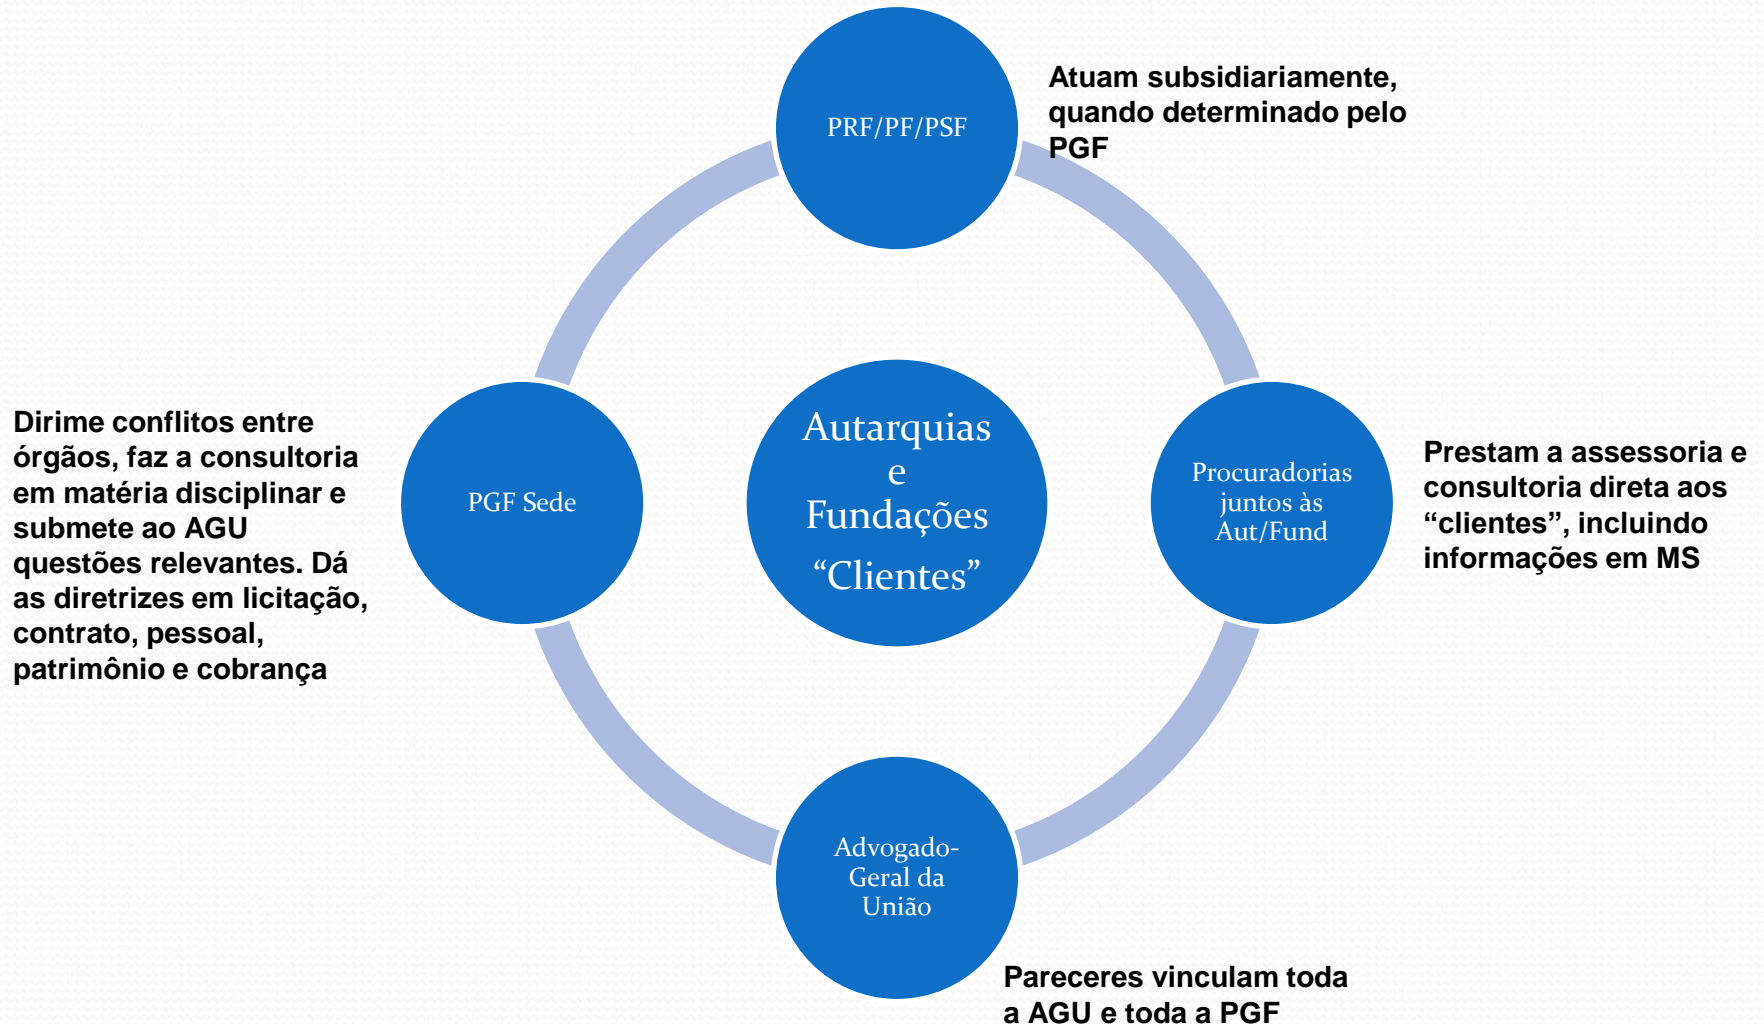 PRF/PF/PSF
Atuam subsidiariamente,
quando determinado pelo
PGF
Autarquias
e
Fundações
“Clientes”
Procuradorias
juntos às
Aut/Fund
Prestam a assessoria e
consultoria direta aos
“clientes”, incluindo
informações em MS
Advogado-
Geral da
União
Pareceres vinculam toda
a AGU e toda a PGF
PGF Sede
Dirime conflitos entre
órgãos, faz a consultoria
em matéria disciplinar e
submete ao AGU
questões relevantes. Dá
as diretrizes em licitação,
contrato, pessoal,
patrimônio e cobrança